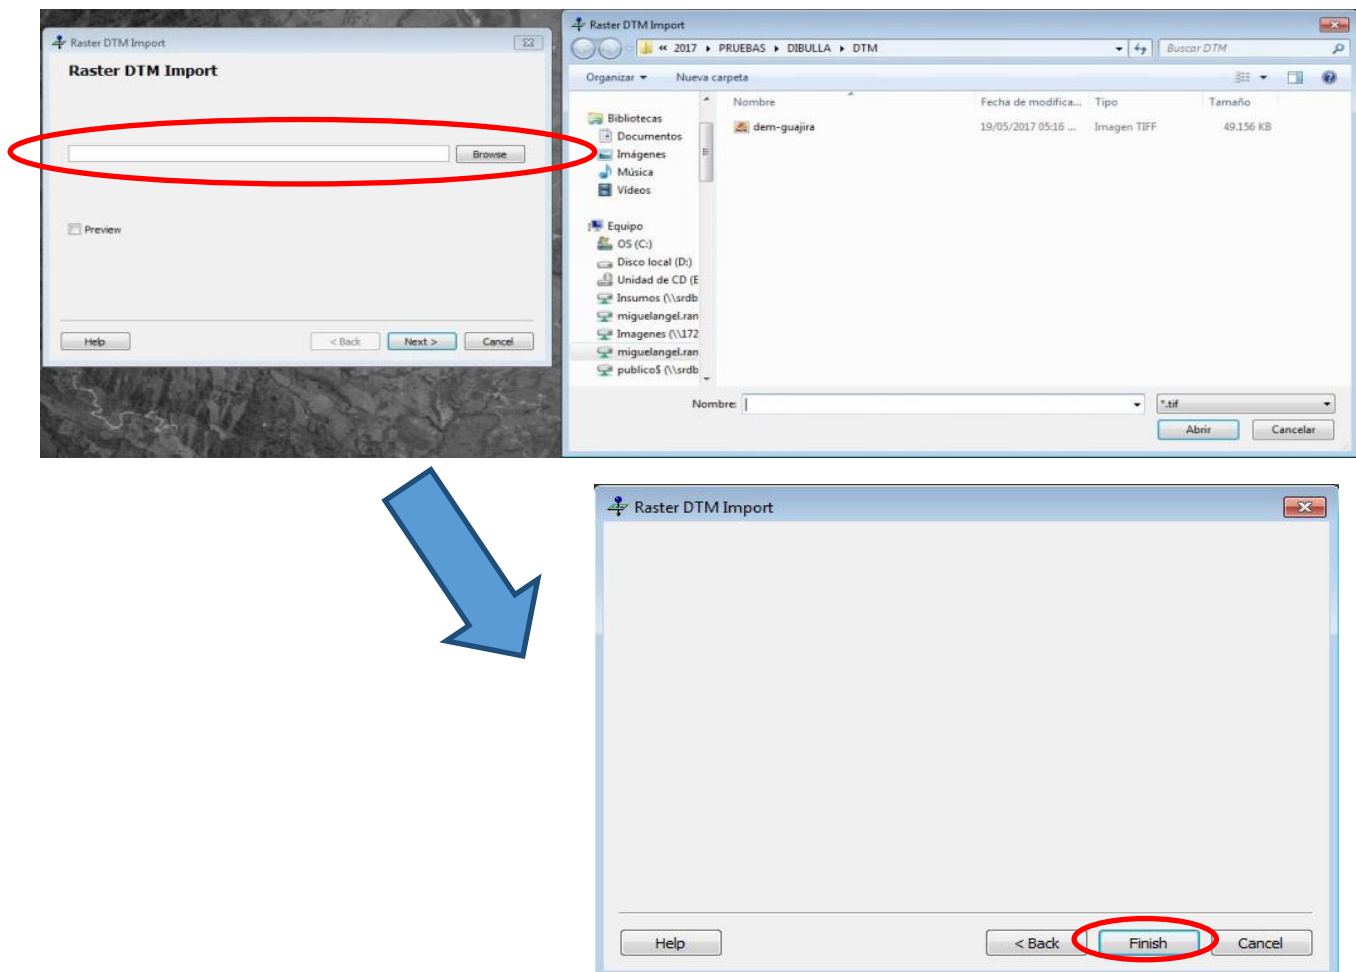 Raster DTM Import
Raster DTM Import
Browse
Preview
Help
< Back
Next >
Cancel
Raster DTM Import
« 2017 ▸ PRUEBAS ▸ DIBULLA ▸ DTM
Buscar DTM
Organizar
Nueva carpeta
Nombre
Fecha de modifica...
Tipo
Tamaño
dem-guajira
19/05/2017 05:16 ...
Imagen TIFF
49.156 KB
Bibliotecas
Documentos
Imágenes
Música
Vídeos
Equipo
OS (C:)
Disco local (D:)
Unidad de CD (E
Insumos (\\srdb
miguelangel.ran
Imagenes (\\172
miguelangel.ran
publico$ (\\srdb
Nombre:
*.tif
Abrir
Cancelar
Raster DTM Import
Help
< Back
Finish
Cancel